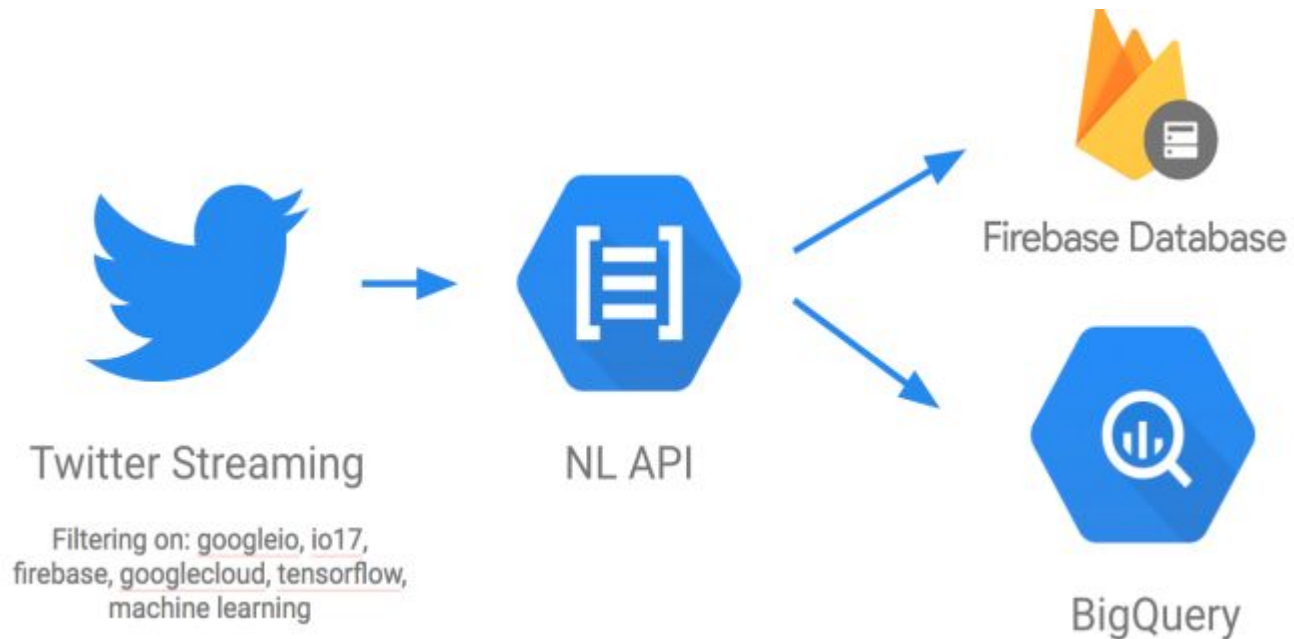 Firebase Database
Twitter Streaming
NL API
Filtering on: googleio, io17,
firebase, googlecloud, tensorflow,
machine learning
BigQuery